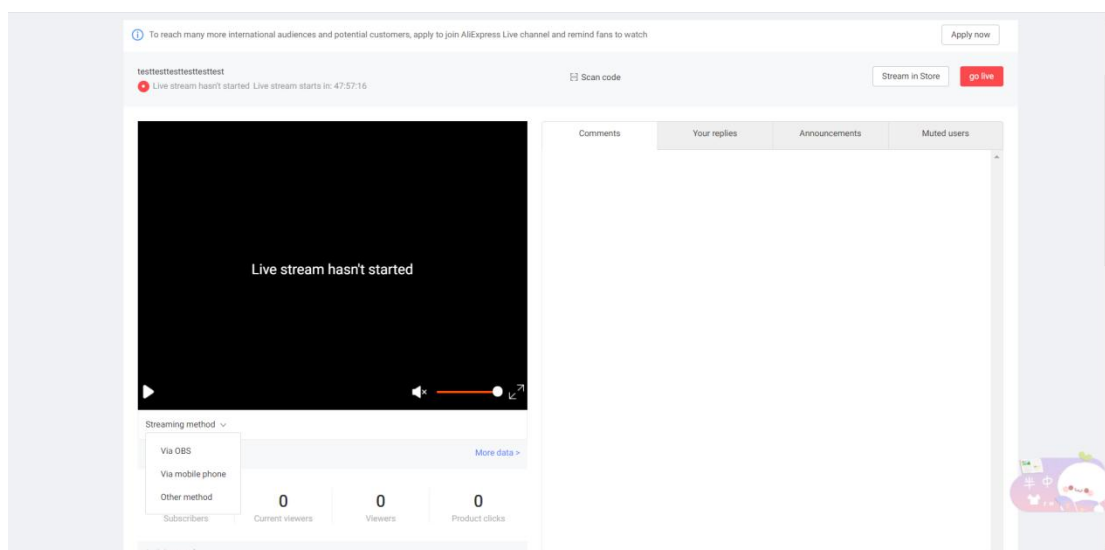 To reach many more international audiences and potential customers, apply to join AliExpress Live channel and remind fans to watch
Apply now
testtesttesttesttesttest
Live stream hasn't started Live stream starts in: 47:57:16
Scan code
Stream in Store
go live
Comments
Your replies
Announcements
Muted users
Live stream hasn't started
Streaming method
Via OBS
More data >
Via mobile phone
Other method
0
0
0
Subscribers
Current viewers
Viewers
Product clicks
半 中